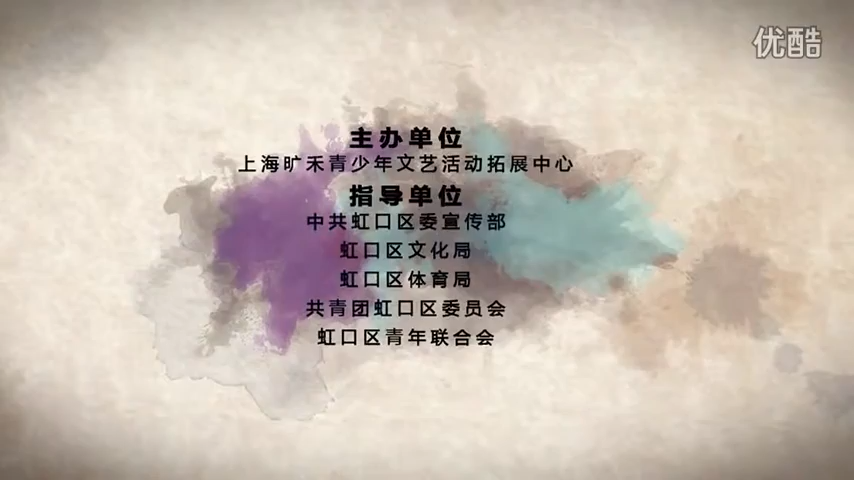 优酷
主办单位
上海旷禾青少年文艺活动拓展中心
指导单位
中共虹口区委宣传部
虹口区文化局
虹口区体育局
共青团虹口区委员会
虹口区青年联合会